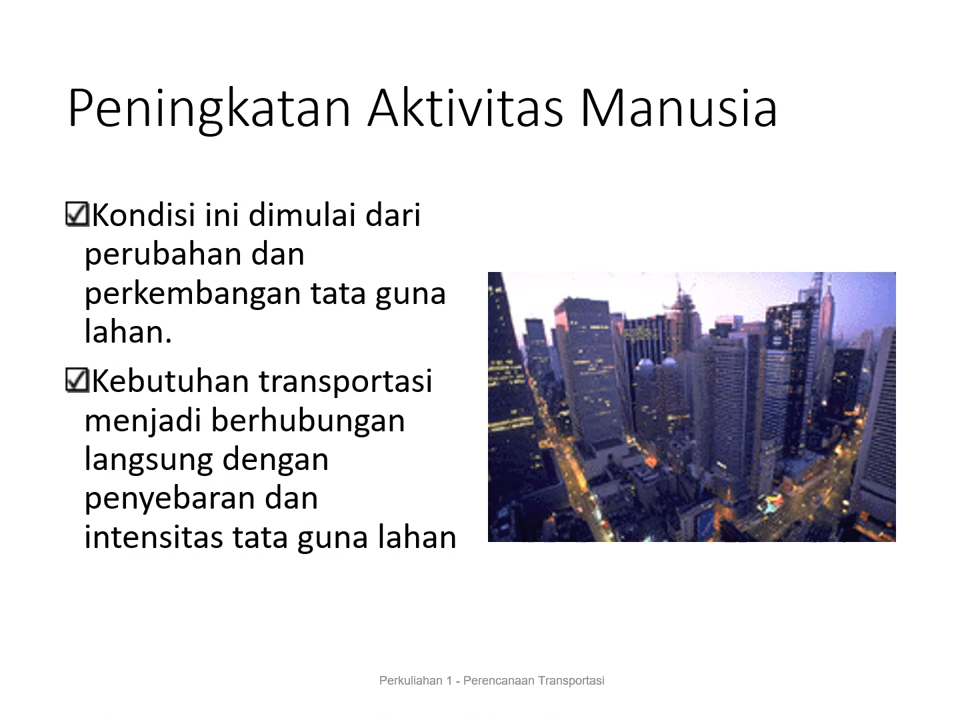 Peningkatan Aktivitas Manusia
Kondisi ini dimulai dari
perubahan dan
perkembangan tata guna
lahan.
Kebutuhan transportasi
menjadi berhubungan
langsung dengan
penyebaran dan
intensitas tata guna lahan
Perkuliahan 1 - Perencanaan Transportasi